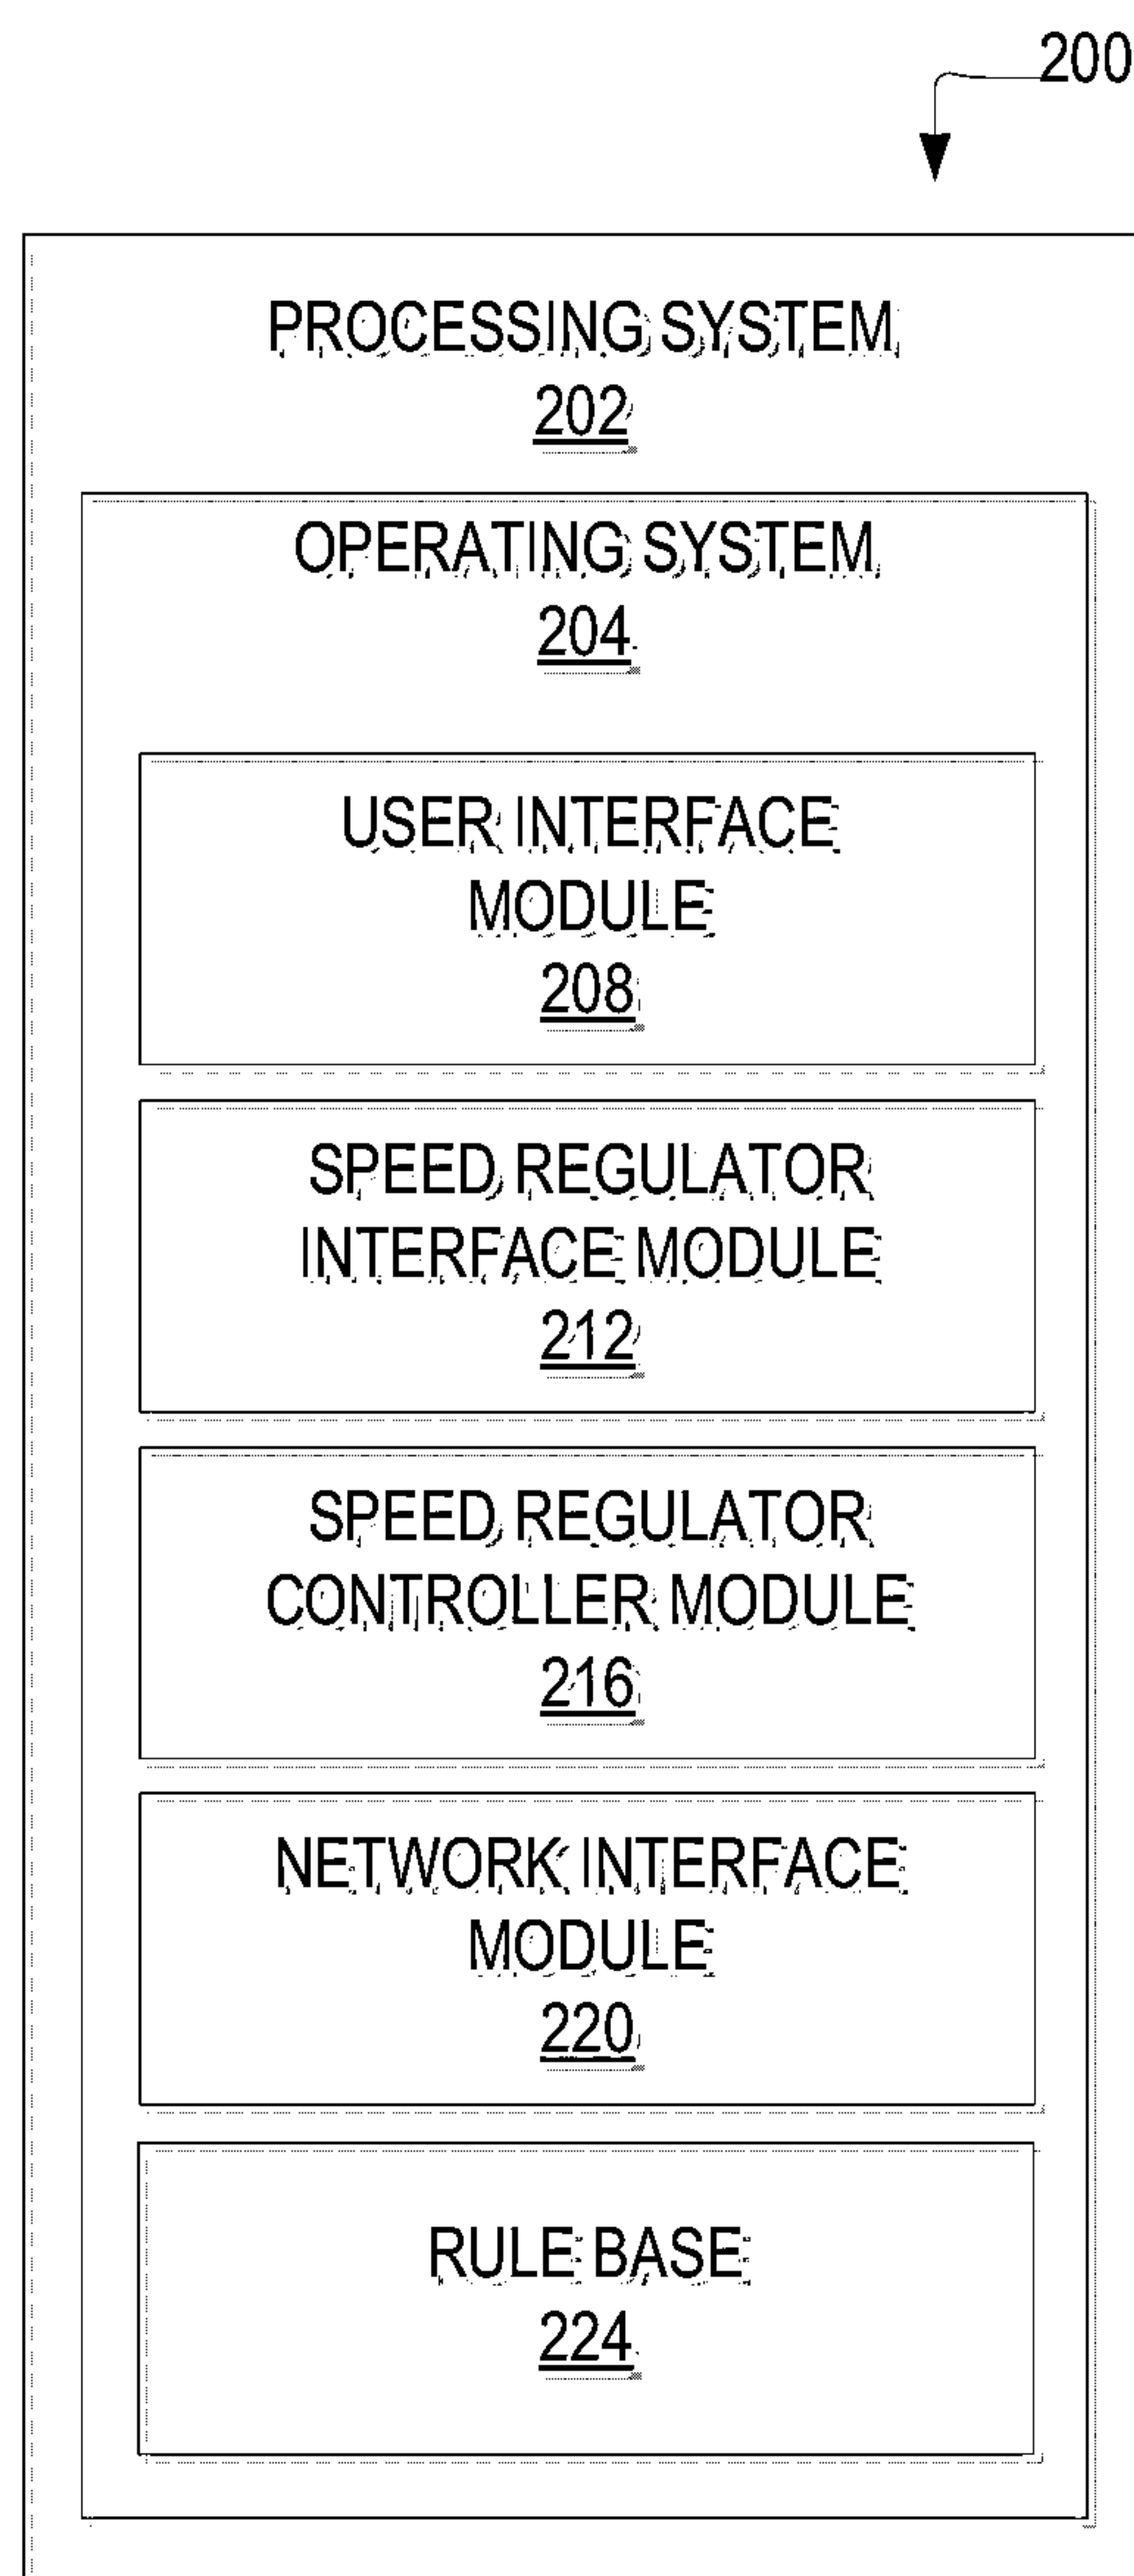 200
PROCESSING SYSTEM
202
OPERATING SYSTEM
204
USER INTERFACE
MODULE
208
SPEED REGULATOR
INTERFACE MODULE
212
SPEED REGULATOR
CONTROLLER MODULE
216
NETWORK INTERFACE
MODULE
220
RULE BASE
224